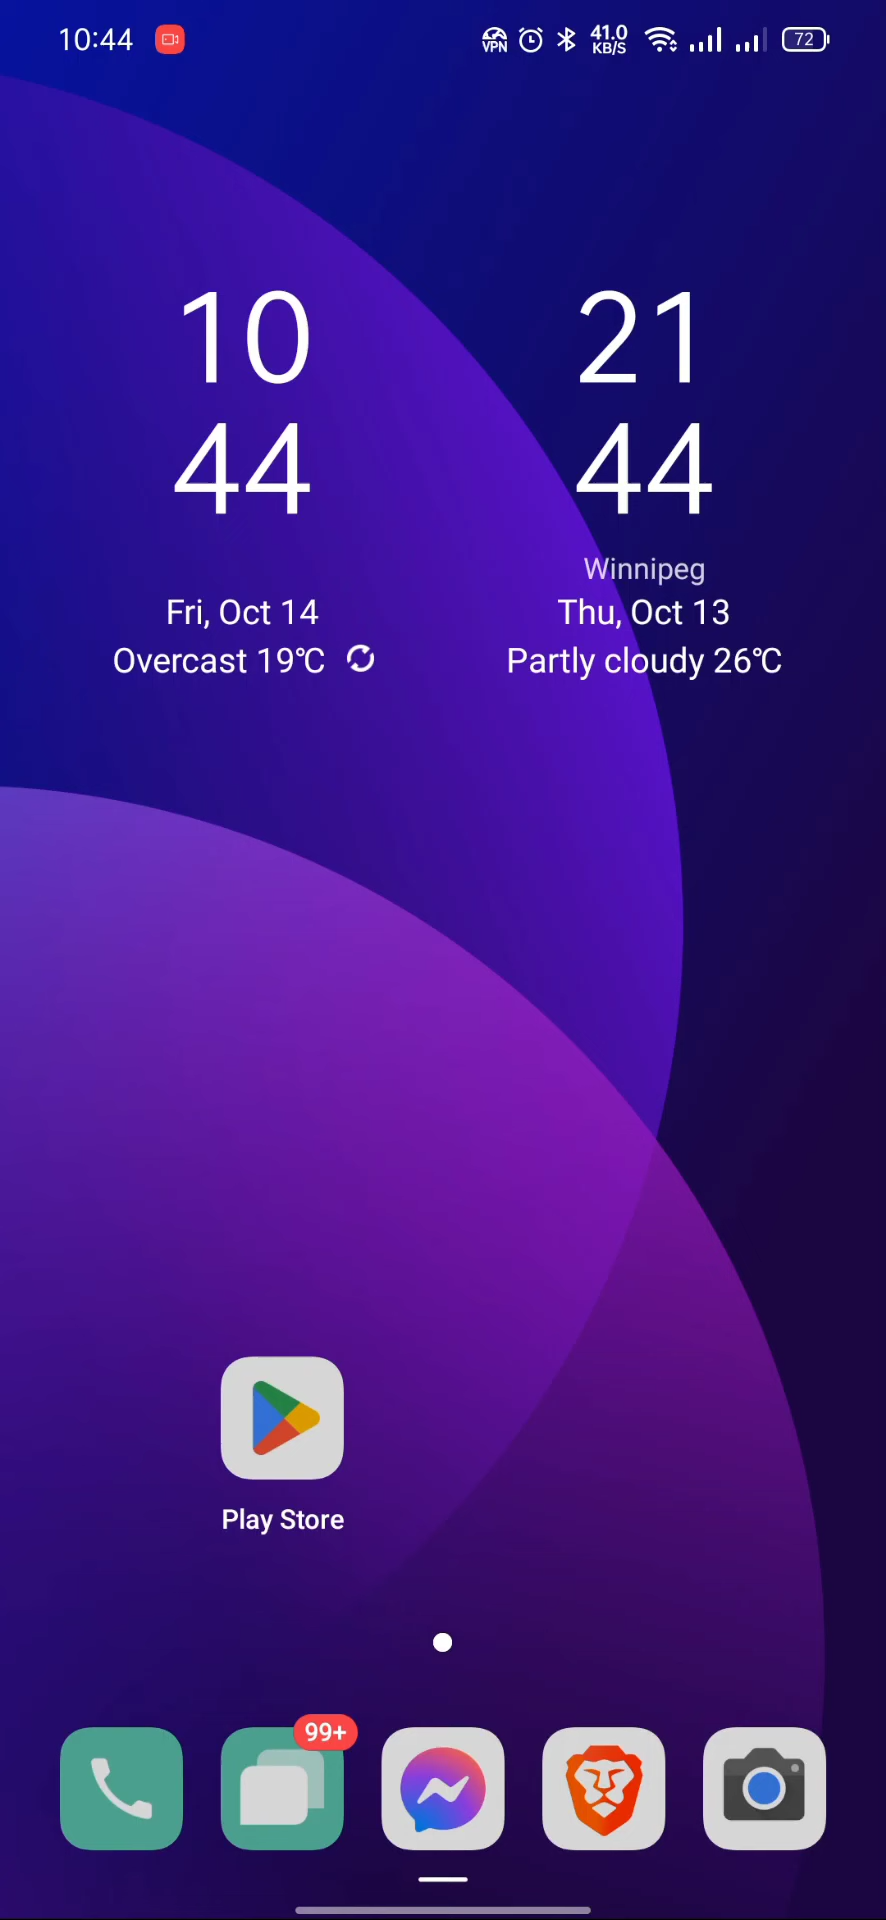 10:44
VPN
41.0
KB/S
72
10
44
Fri, Oct 14
Overcast 19℃
21
44
Winnipeg
Thu, Oct 13
Partly cloudy 26℃
Play Store
99+